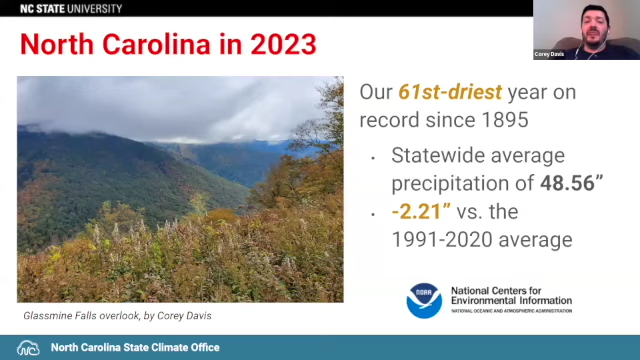 NC STATE UNIVERSITY
North Carolina in 2023
Corey Davis
Our 61st-driest year on
record since 1895
• Statewide average
precipitation of 48.56”
• -2.21” vs. the
1991-2020 average
NOAA
National Centers for
Environmental Information
NATIONAL OCEANIC AND ATMOSPHERIC ADMINISTRATION
Glassmine Falls overlook, by Corey Davis
North Carolina State Climate Office